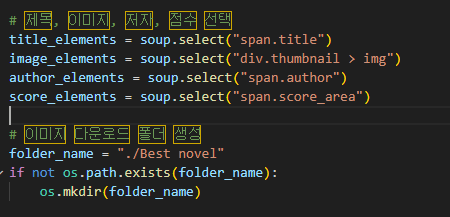 # 제목, 이미지, 저자, 점수 선택
title_elements = soup.select("span.title")
image_elements = soup.select("div.thumbnail > img")
author_elements = soup.select("span.author")
score_elements = soup.select("span.score_area")
# 이미지 다운로드 폴더 생성
folder_name = "./Best novel"
if not os.path.exists(folder_name):
    os.mkdir(folder_name)